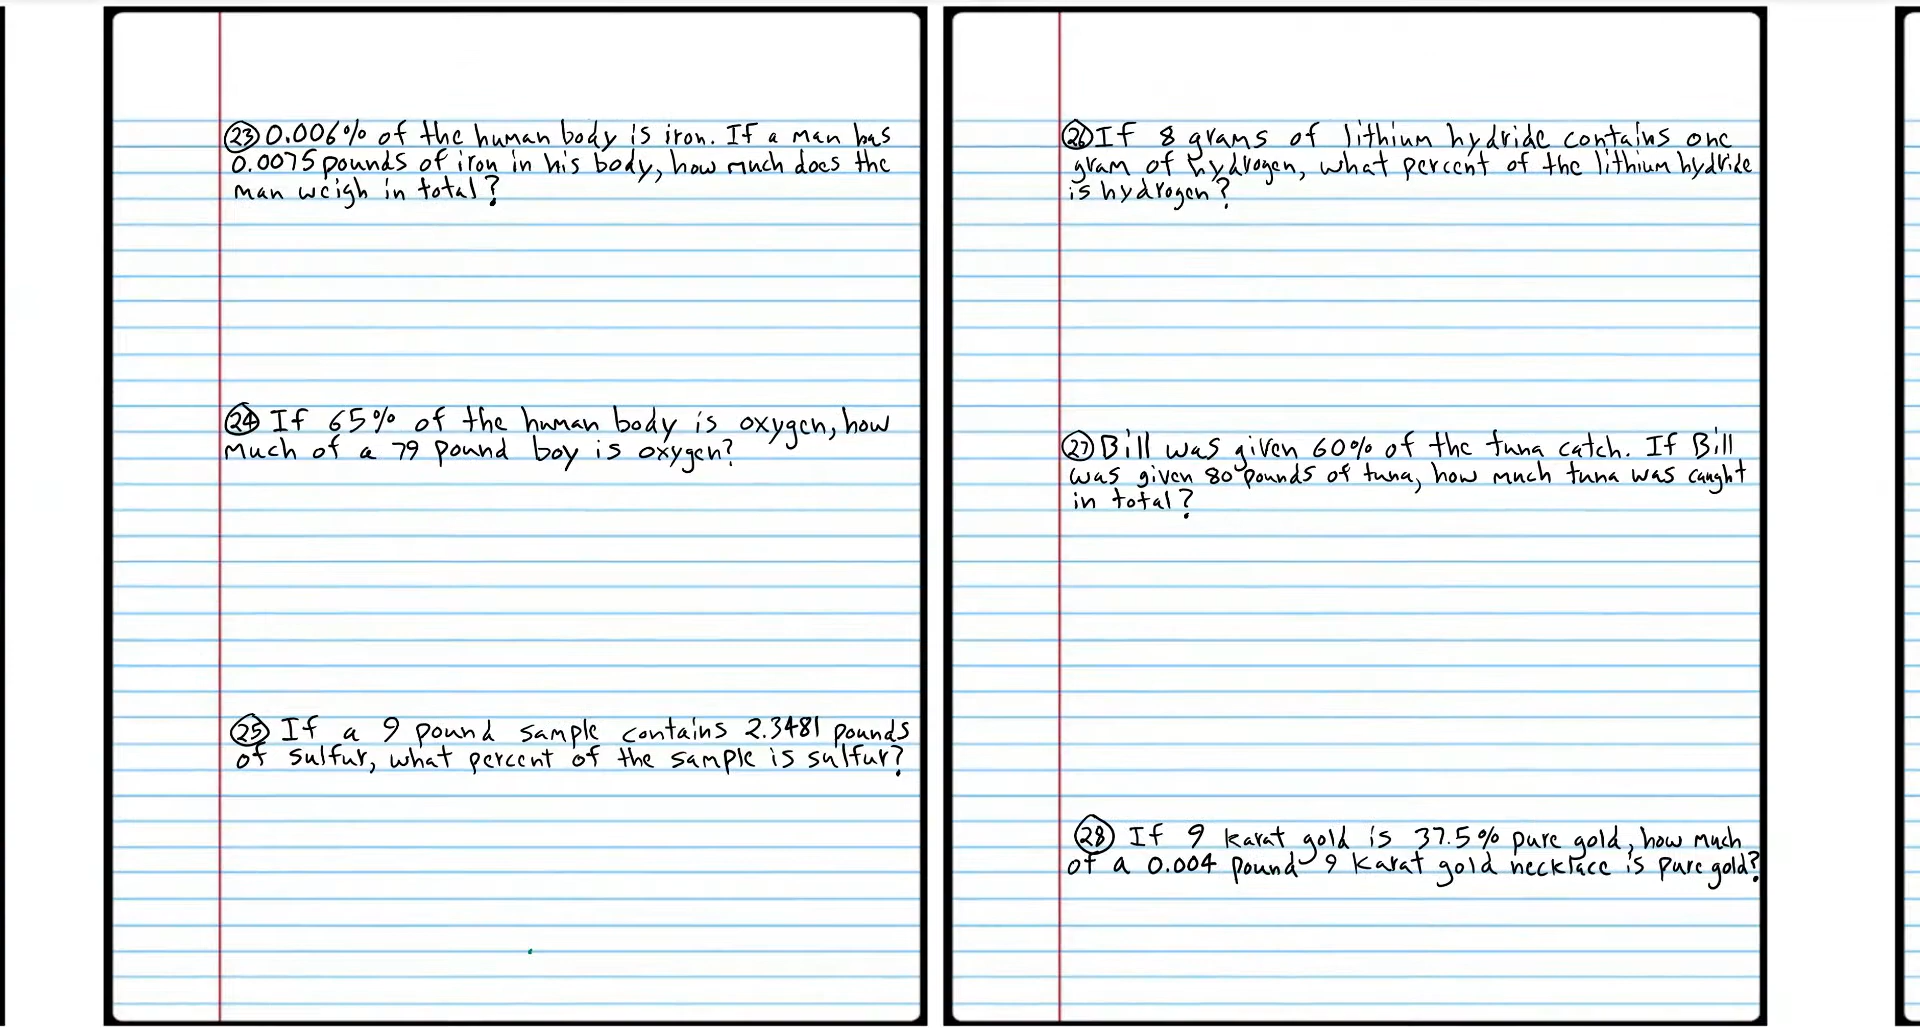 23 0.006% of the human body is iron. If a man has
0.0075 pounds of iron in his body, how much does the
man weigh in total?
24 If 65% of the human body is oxygen, how
much of a 79 pound boy is oxygen?
25 If a 9 pound sample contains 2.3481 pounds
of sulfur, what percent of the sample is sulfur?
26 If 8 grams of lithium hydride contains one
gram of hydrogen, what percent of the lithium hydride
is hydrogen?
27 Bill was given 60% of the tuna catch. If Bill
was given 80 pounds of tuna, how much tuna was caught
in total?
28 If 9 karat gold is 37.5% pure gold, how much
of a 0.004 pound 9 karat gold necklace is pure gold?